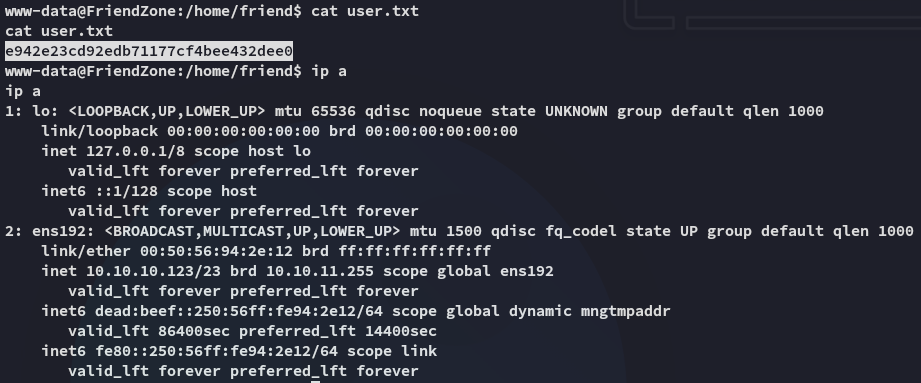 www-data@FriendZone:/home/friend$ cat user.txt
cat user.txt
e942e23cd92edb71177cf4bee432dee0
www-data@FriendZone:/home/friend$ ip a
ip a
1: lo: <LOOPBACK,UP,LOWER_UP> mtu 65536 qdisc noqueue state UNKNOWN group default qlen 1000
    link/loopback 00:00:00:00:00:00 brd 00:00:00:00:00:00
    inet 127.0.0.1/8 scope host lo
       valid_lft forever preferred_lft forever
    inet6 ::1/128 scope host
       valid_lft forever preferred_lft forever
2: ens192: <BROADCAST,MULTICAST,UP,LOWER_UP> mtu 1500 qdisc fq_codel state UP group default qlen 1000
    link/ether 00:50:56:94:2e:12 brd ff:ff:ff:ff:ff:ff
    inet 10.10.10.123/23 brd 10.10.11.255 scope global ens192
       valid_lft forever preferred_lft forever
    inet6 dead:beef::250:56ff:fe94:2e12/64 scope global dynamic mngtmpaddr
       valid_lft 86400sec preferred_lft 14400sec
    inet6 fe80::250:56ff:fe94:2e12/64 scope link
       valid_lft forever preferred_lft forever